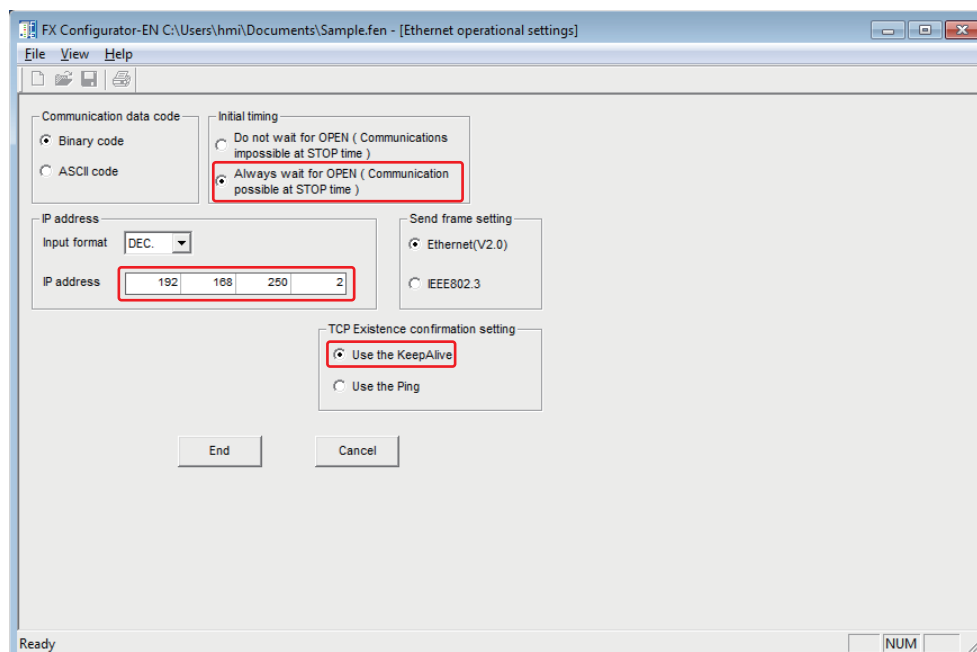 FX Configurator-EN C:\Users\hmi\Documents\Sample.fen - [Ethernet operational settings]
File View Help
Communication data code
Binary code
ASCII code
Initial timing
Do not wait for OPEN ( Communications
impossible at STOP time )
Always wait for OPEN ( Communication
possible at STOP time )
IP address
Input format DEC.
IP address 192 168 250 2
Send frame setting
Ethernet(V2.0)
IEEE802.3
TCP Existence confirmation setting
Use the KeepAlive
Use the Ping
End Cancel
Ready NUM